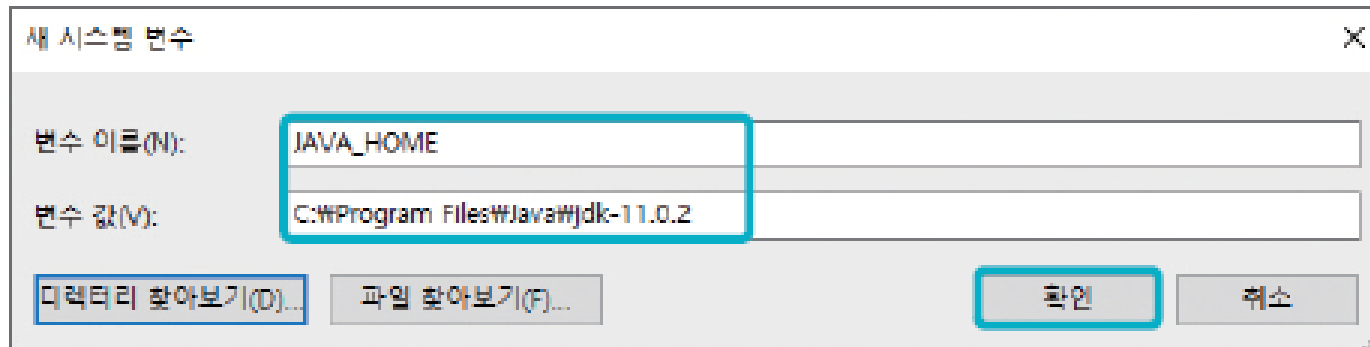 새 시스템 변수
변수 이름(N): JAVA_HOME
변수 값(V): C:₩Program Files₩Java₩jdk-11.0.2
디렉터리 찾아보기(D)... 파일 찾아보기(F)... 확인 취소